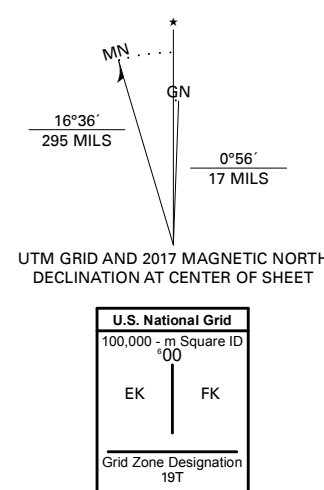 MN
GN
16°36´
295 MILS
0°56´
17 MILS
UTM GRID AND 2017 MAGNETIC NORTH
DECLINATION AT CENTER OF SHEET
U.S. National Grid
100,000 - m Square ID
⁶00
EK FK
Grid Zone Designation
19T